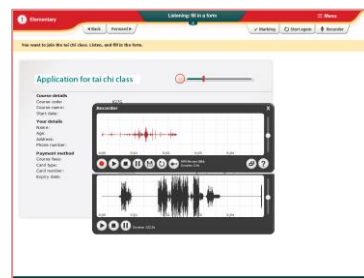 1 Elementary
Listening: fill in a form
Menu
Back Forward
Marking Start again Recorder
You want to join the tai chi class. Listen, and fill in the form.
Application for tai chi class
Course details
Course code:
Course name:
Start date:
Your details
Name:
Age:
Address:
Phone number:
Payment method
Course fees:
Card type:
Card number:
Expiry date:
Recorder
X